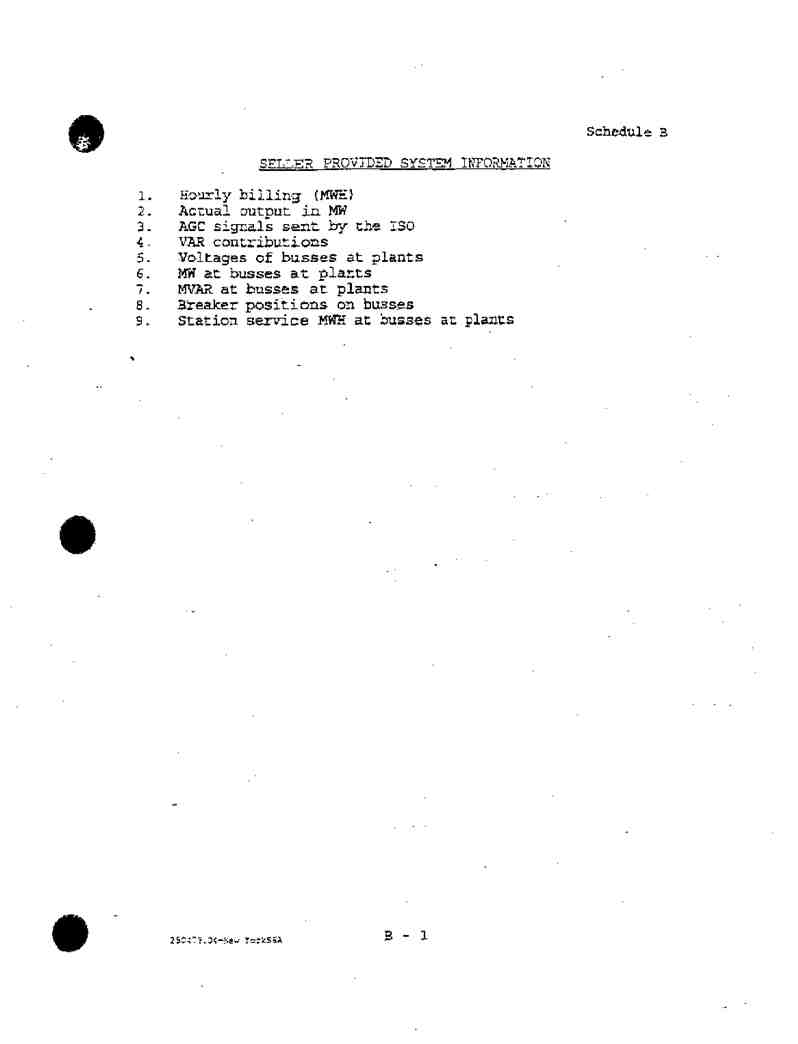 Schedule B
SELLER PROVIDED SYSTEM INFORMATION
1. Hourly billing (MWH)
2. Actual output in MW
3. AGC signals sent by the ISO
4. VAR contributions
5. Voltages of busses at plants
6. MW at busses at plants
7. MVAR at busses at plants
8. Breaker positions on busses
9. Station service MWH at busses at plants
B - 1